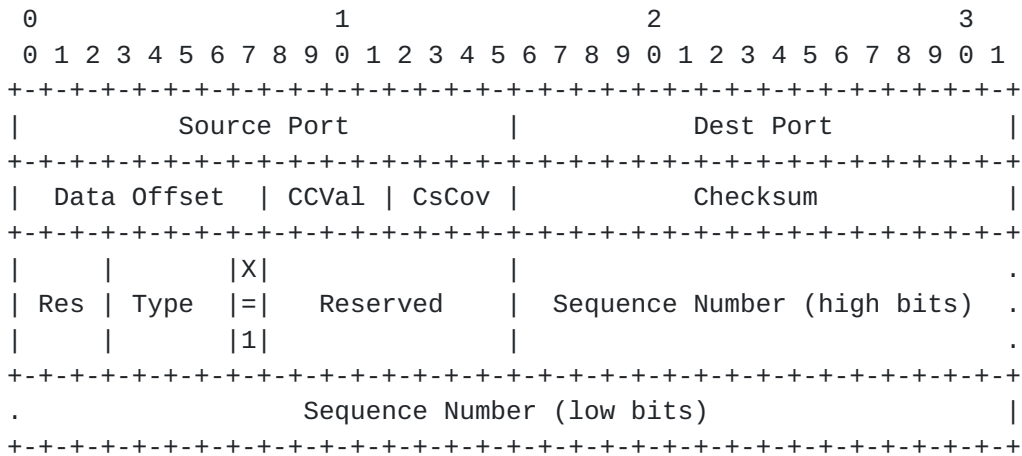 0                   1                   2                   3
 0 1 2 3 4 5 6 7 8 9 0 1 2 3 4 5 6 7 8 9 0 1 2 3 4 5 6 7 8 9 0 1
+-+-+-+-+-+-+-+-+-+-+-+-+-+-+-+-+-+-+-+-+-+-+-+-+-+-+-+-+-+-+-+-+
|          Source Port          |           Dest Port           |
+-+-+-+-+-+-+-+-+-+-+-+-+-+-+-+-+-+-+-+-+-+-+-+-+-+-+-+-+-+-+-+-+
|  Data Offset  | CCVal | CsCov |           Checksum            |
+-+-+-+-+-+-+-+-+-+-+-+-+-+-+-+-+-+-+-+-+-+-+-+-+-+-+-+-+-+-+-+-+
|     |       |X|               |                               .
| Res | Type  |=|   Reserved    |  Sequence Number (high bits)  .
|     |       |1|               |                               .
+-+-+-+-+-+-+-+-+-+-+-+-+-+-+-+-+-+-+-+-+-+-+-+-+-+-+-+-+-+-+-+-+
.                  Sequence Number (low bits)                   |
+-+-+-+-+-+-+-+-+-+-+-+-+-+-+-+-+-+-+-+-+-+-+-+-+-+-+-+-+-+-+-+-+